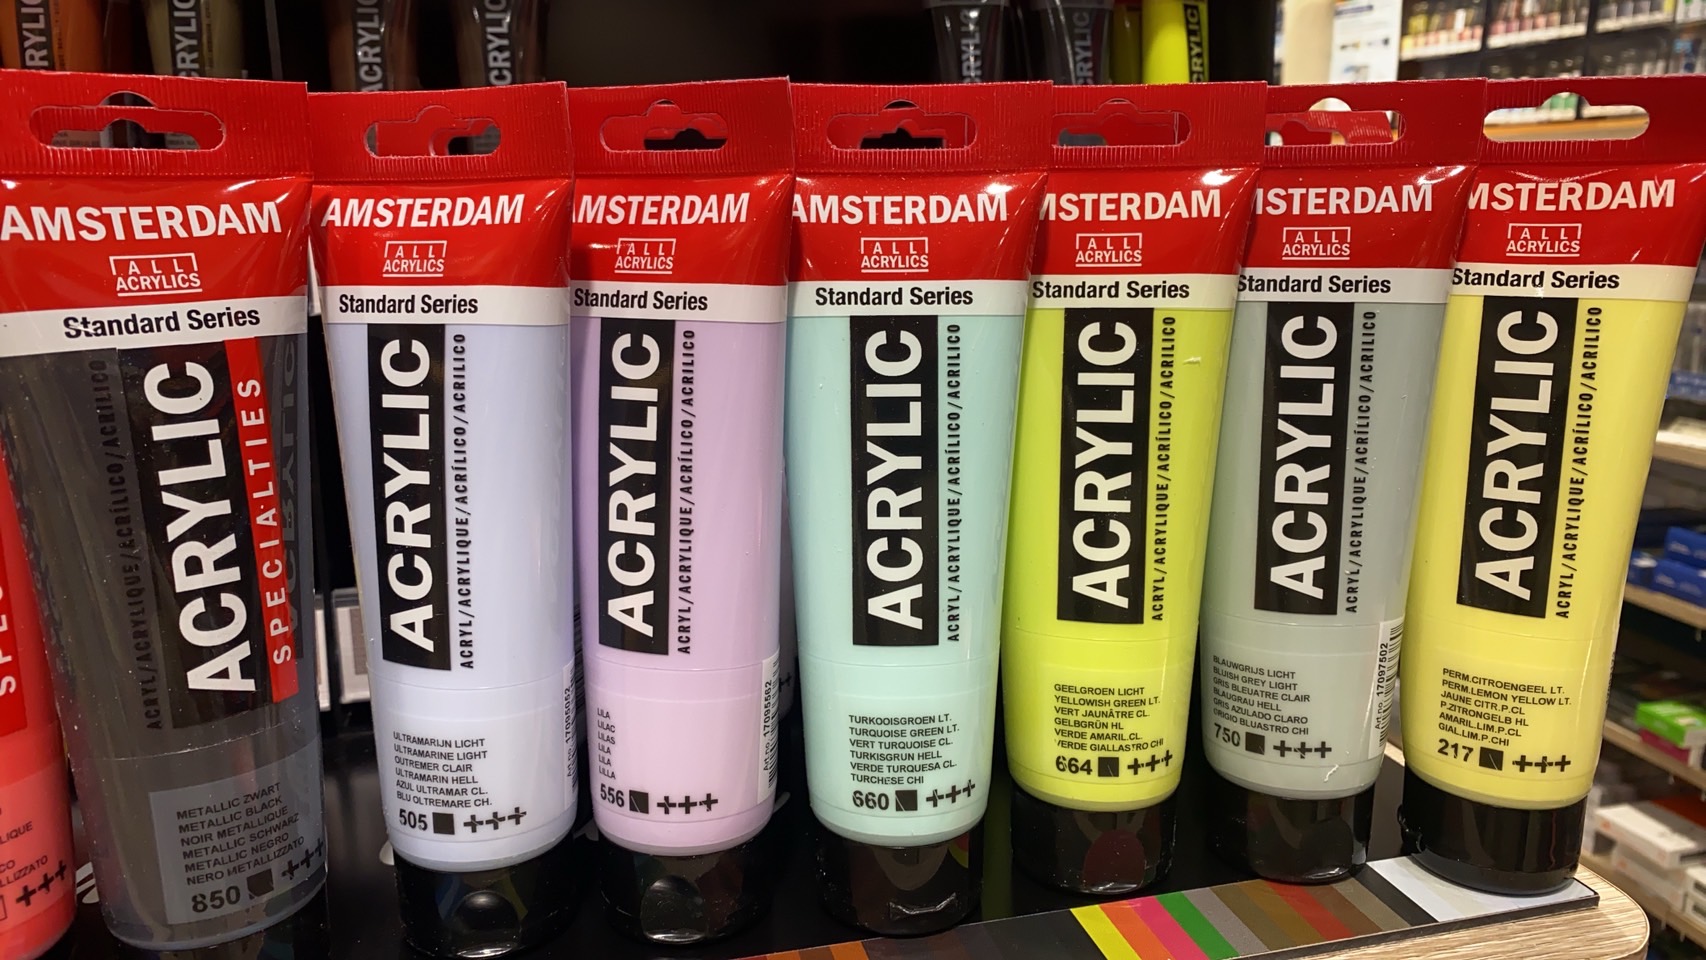 AMSTERDAM
ALL
ACRYLICS
Standard Series
ACRYLIC
SPECIALTIES
ACRYL/ACRYLIQUE/ACRÍLICO/ACRILICO
METALLIC ZWART
METALLIC BLACK
NOIR METALLIQUE
METALLIC SCHWARZ
METALLIC NEGRO
NERO METALLIZZATO
850 +++
AMSTERDAM
ALL
ACRYLICS
Standard Series
ACRYLIC
ACRYL/ACRYLIQUE/ACRÍLICO/ACRILICO
ULTRAMARIJN LICHT
ULTRAMARINE LIGHT
OUTREMER CLAIR
ULTRAMARIN HELL
AZUL ULTRAMAR CL.
BLU OLTREMARE CH.
505 +++
AMSTERDAM
ALL
ACRYLICS
Standard Series
ACRYLIC
ACRYL/ACRYLIQUE/ACRÍLICO/ACRILICO
LILA
LILAC
LILAS
LILA
LILA
LILLA
556 +++
AMSTERDAM
ALL
ACRYLICS
Standard Series
ACRYLIC
ACRYL/ACRYLIQUE/ACRÍLICO/ACRILICO
TURKOOISGROEN LT.
TURQUOISE GREEN LT.
VERT TURQUOISE CL.
TURKISGRUN HELL
VERDE TURQUESA CL.
TURCHESE CHI
660 +++
AMSTERDAM
ALL
ACRYLICS
Standard Series
ACRYLIC
ACRYL/ACRYLIQUE/ACRÍLICO/ACRILICO
GEELGROEN LICHT
YELLOWISH GREEN LT.
VERT JAUNÂTRE CL.
GELBGRÜN HL
VERDE AMARIL.CL.
VERDE GIALLASTRO CHI
664 +++
AMSTERDAM
ALL
ACRYLICS
Standard Series
ACRYLIC
ACRYL/ACRYLIQUE/ACRÍLICO/ACRILICO
BLAUWGRIJS LICHT
BLUISH GREY LIGHT
GRIS BLEUATRE CLAIR
BLAUGRAU HELL
GRIS AZULADO CLARO
GRIGIO BLUASTRO CHI
750 +++
Art.no. 17097502
AMSTERDAM
ALL
ACRYLICS
Standard Series
ACRYLIC
ACRYL/ACRYLIQUE/ACRÍLICO/ACRILICO
PERM.CITROENGEEL LT.
PERM.LEMON YELLOW LT.
JAUNE CITR.P.CL
P.ZITRONGELB HL
AMARIL.LIM.P.CL
GIAL.LIM.P.CHI
217 +++